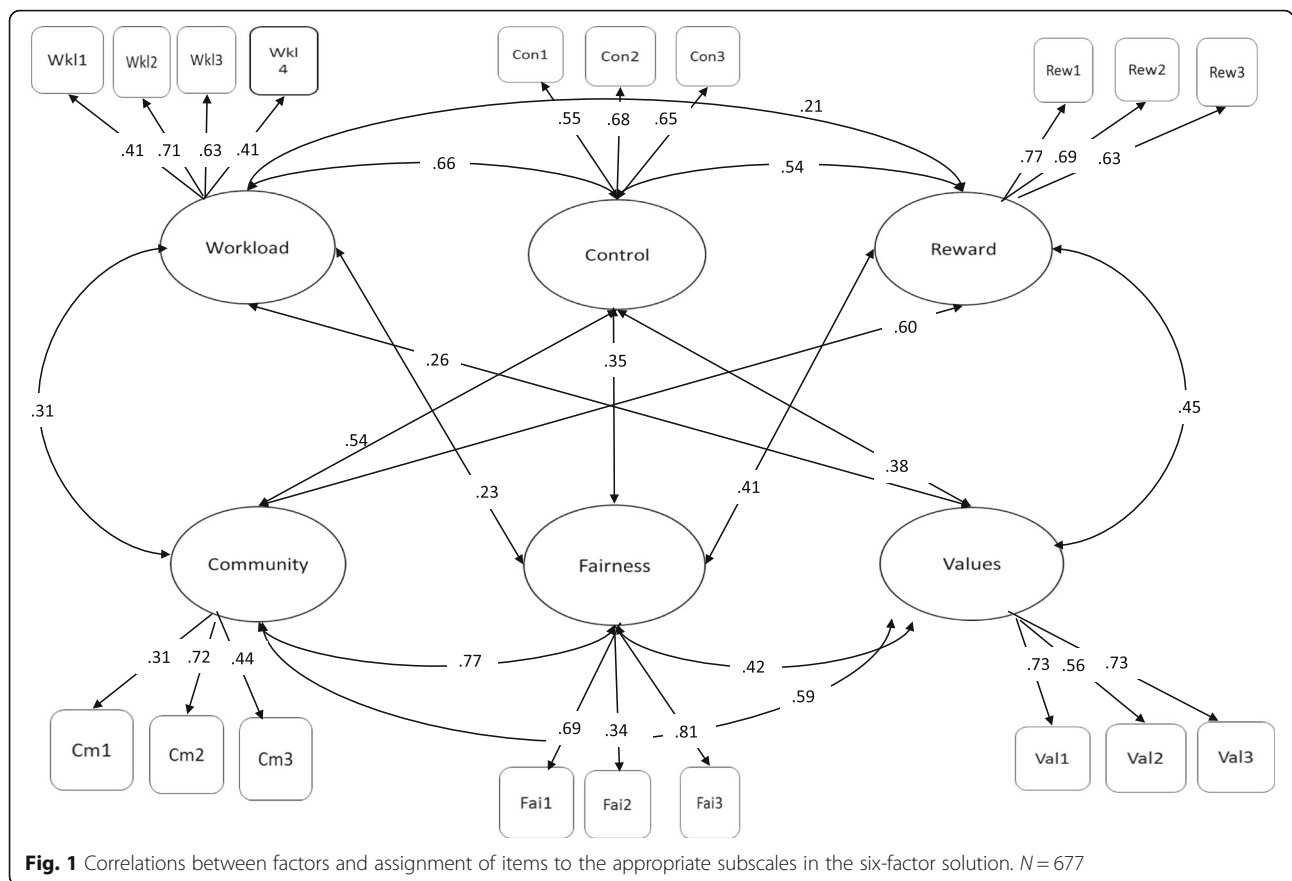 Wkl1 Wkl2 Wkl3 Wkl
4
Con1 Con2 Con3
Rew1 Rew2 Rew3
.41 .71 .63 .41
.55 .68 .65
.21
.77 .69 .63
.66
.54
Workload
Control
Reward
.26
.35
.60
.31
.45
.54
.38
.23
.41
Community
Fairness
Values
.31 .72 .44
.77
.42
.59
.73 .56 .73
.69 .34 .81
Cm1 Cm2 Cm3
Fai1 Fai2 Fai3
Val1 Val2 Val3
Fig. 1 Correlations between factors and assignment of items to the appropriate subscales in the six-factor solution. N = 677